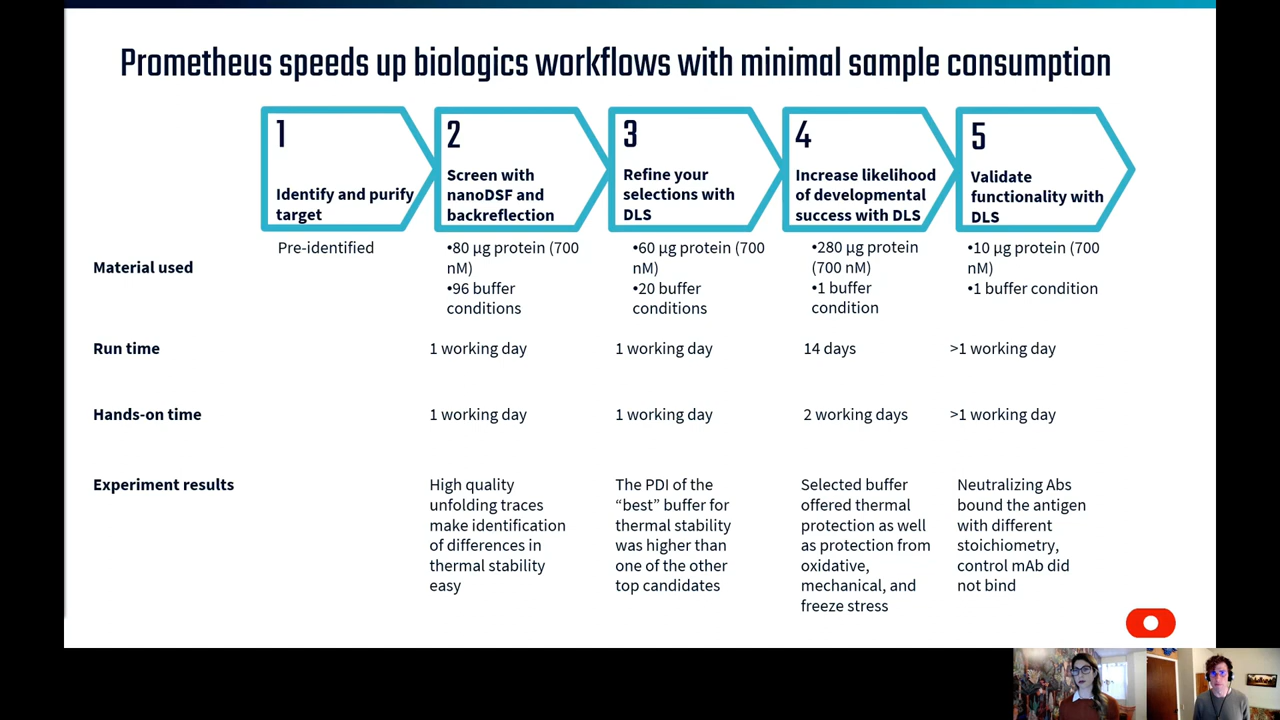 Prometheus speeds up biologics workflows with minimal sample consumption
1
Identify and purify
target
2
Screen with
nanoDSF and
backreflection
3
Refine your
selections with
DLS
4
Increase likelihood
of developmental
success with DLS
5
Validate
functionality with
DLS
Material used
Pre-identified
•80 µg protein (700
nM)
•96 buffer
conditions
•60 µg protein (700
nM)
•20 buffer
conditions
•280 µg protein
(700 nM)
•1 buffer
condition
•10 µg protein (700
nM)
•1 buffer condition
Run time
1 working day
1 working day
14 days
>1 working day
Hands-on time
1 working day
1 working day
2 working days
>1 working day
Experiment results
High quality
unfolding traces
make identification
of differences in
thermal stability
easy
The PDI of the
“best” buffer for
thermal stability
was higher than
one of the other
top candidates
Selected buffer
offered thermal
protection as well
as protection from
oxidative,
mechanical, and
freeze stress
Neutralizing Abs
bound the antigen
with different
stoichiometry,
control mAb did
not bind